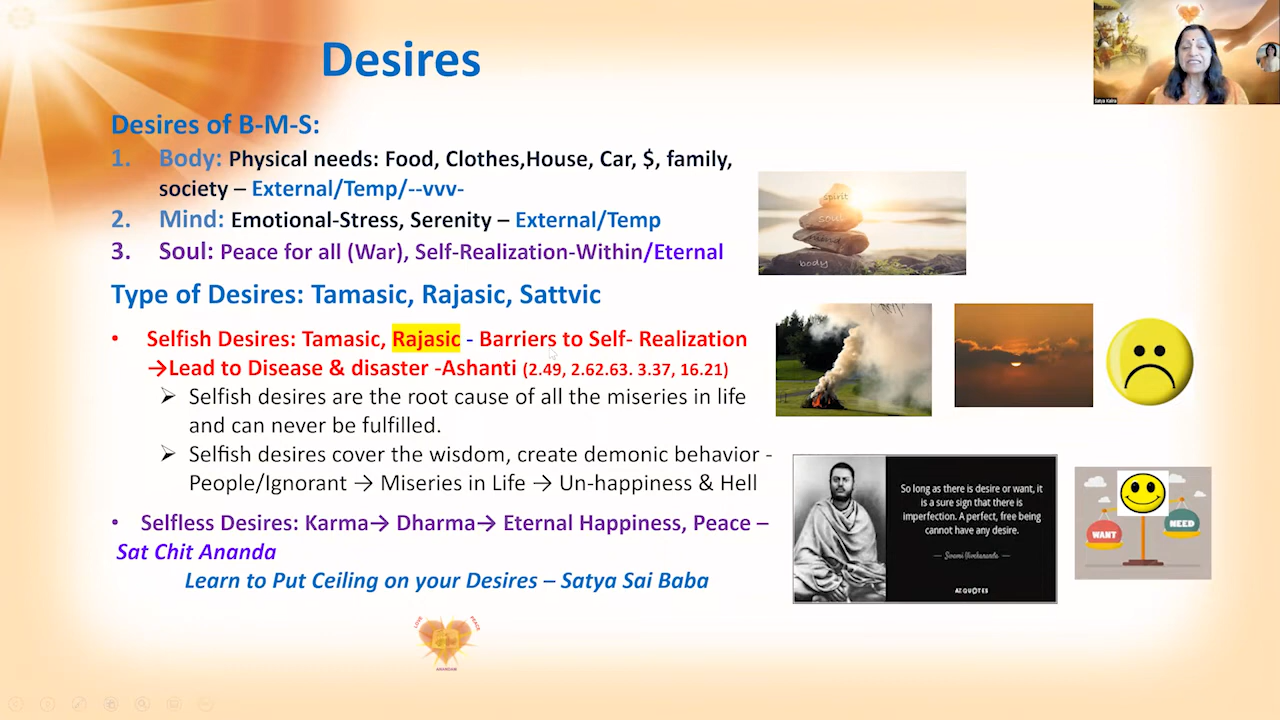 Desires
Desires of B-M-S:
1. Body: Physical needs: Food, Clothes,House, Car, $, family,
society – External/Temp/--vvv-
2. Mind: Emotional-Stress, Serenity – External/Temp
3. Soul: Peace for all (War), Self-Realization-Within/Eternal
Type of Desires: Tamasic, Rajasic, Sattvic
• Selfish Desires: Tamasic, Rajasic - Barriers to Self- Realization
→Lead to Disease & disaster -Ashanti (2.49, 2.62.63. 3.37, 16.21)
➢ Selfish desires are the root cause of all the miseries in life
and can never be fulfilled.
➢ Selfish desires cover the wisdom, create demonic behavior -
People/Ignorant → Miseries in Life → Un-happiness & Hell
• Selfless Desires: Karma→ Dharma→ Eternal Happiness, Peace –
Sat Chit Ananda
Learn to Put Ceiling on your Desires – Satya Sai Baba
LOVE
PEACE
ANANDAM
Satya Kalra
spirit
soul
body
So long as there is desire or want, it
is a sure sign that there is
imperfection. A perfect, free being
cannot have any desire.
— Swami Vivekananda —
AZ QUOTES
WANT
NEED